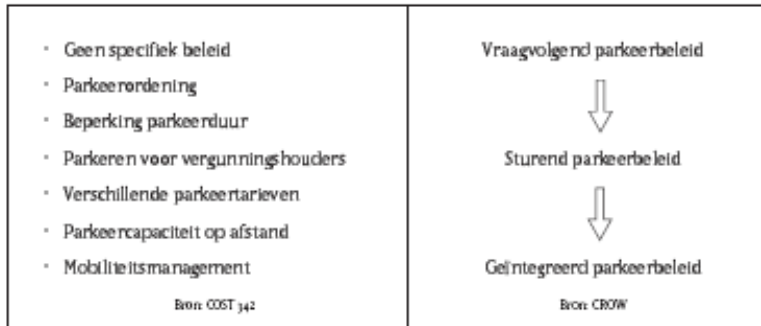 • Geen specifiek beleid
• Parkeerordening
• Beperking parkeerduur
• Parkeren voor vergunningshouders
• Verschillende parkeertarieven
• Parkeercapaciteit op afstand
• Mobiliteitsmanagement
Bron: COST 342
Vraagvolgend parkeerbeleid
Sturend parkeerbeleid
Geïntegreerd parkeerbeleid
Bron: CROW